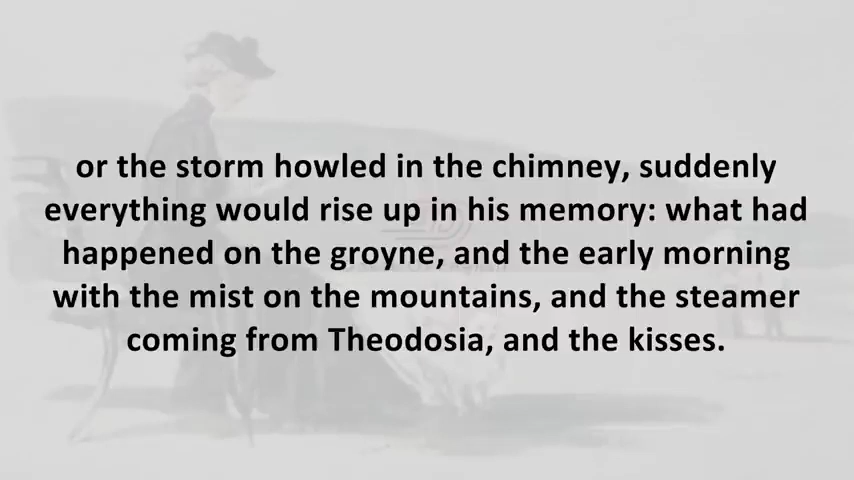 or the storm howled in the chimney, suddenly
everything would rise up in his memory: what had
happened on the groyne, and the early morning
with the mist on the mountains, and the steamer
coming from Theodosia, and the kisses.